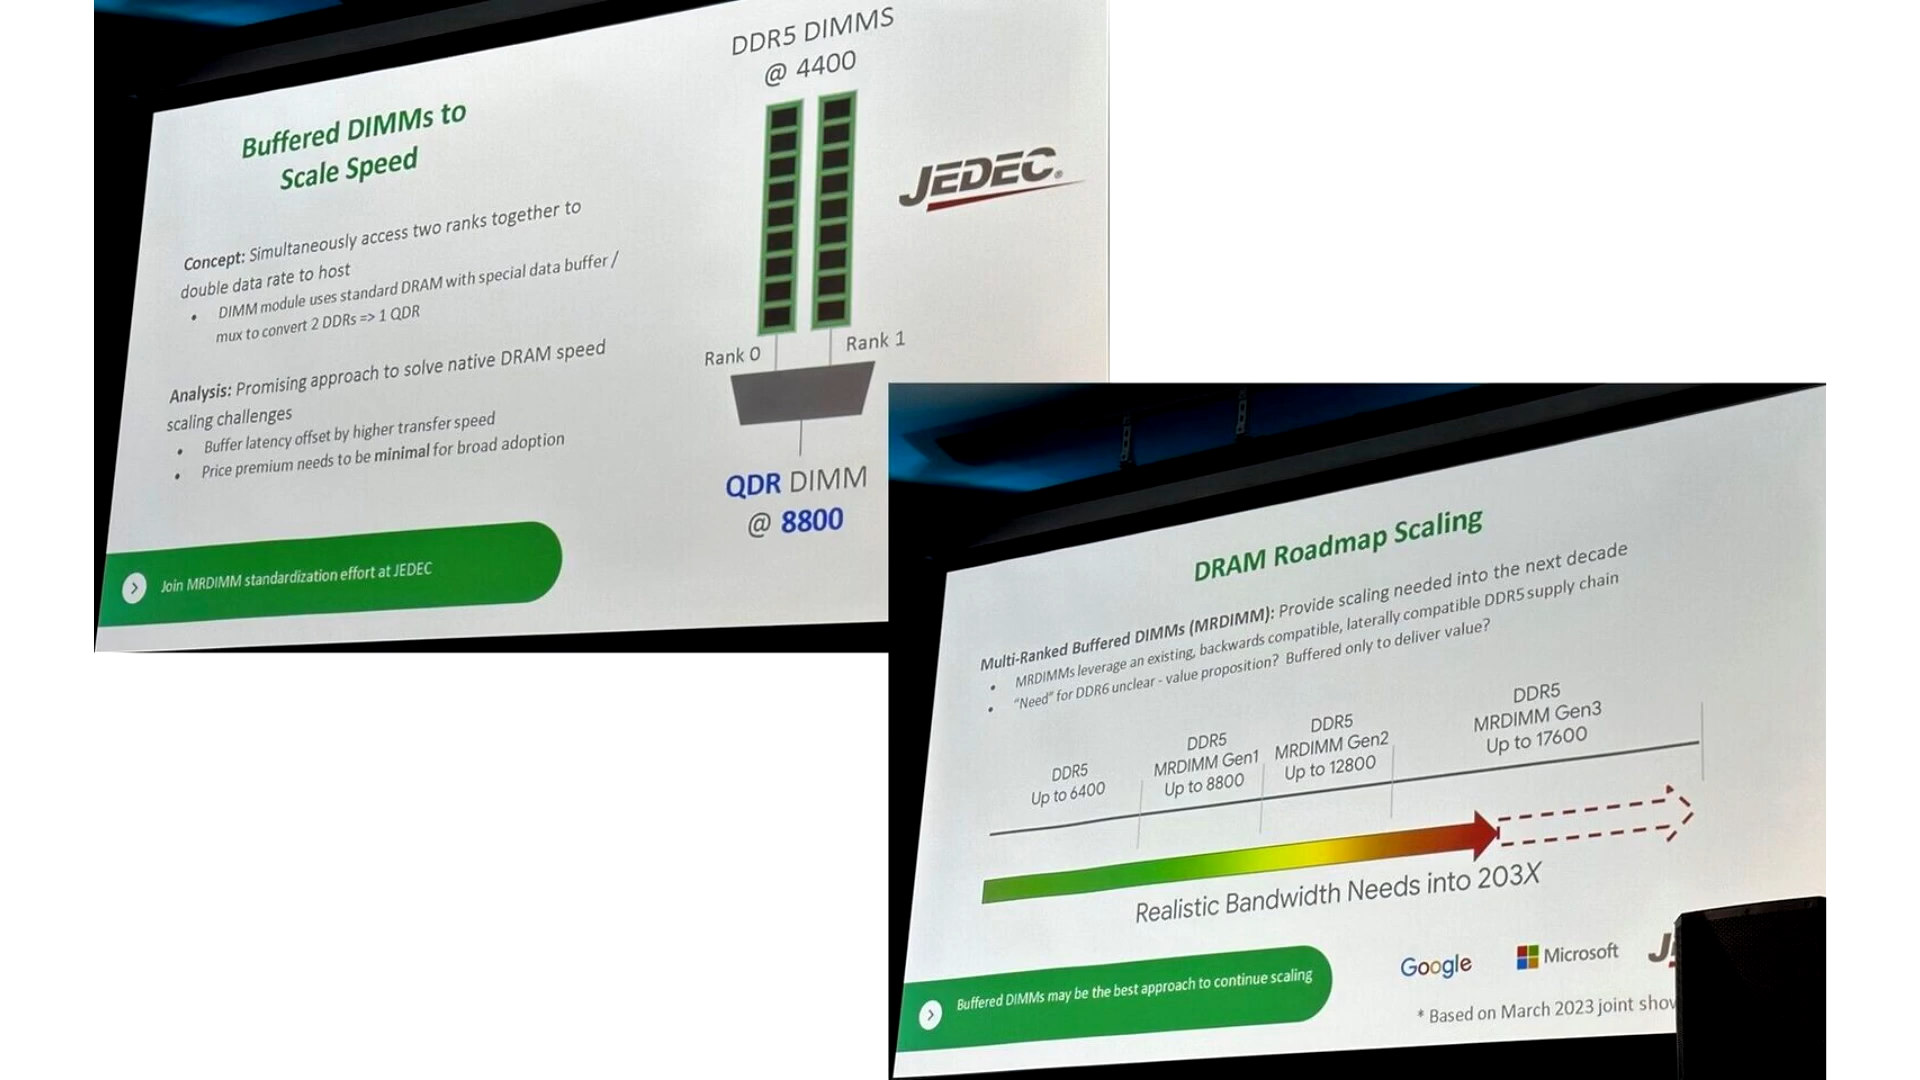 Buffered DIMMs to
Scale Speed
Concept: Simultaneously access two ranks together to
double data rate to host
• DIMM module uses standard DRAM with special data buffer /
mux to convert 2 DDRs => 1 QDR
Analysis: Promising approach to solve native DRAM speed
scaling challenges
• Buffer latency offset by higher transfer speed
• Price premium needs to be minimal for broad adoption
Join MRDIMM standardization effort at JEDEC
DDR5 DIMMS
@ 4400
JEDEC®
Rank 0
Rank 1
QDR DIMM
@ 8800
DRAM Roadmap Scaling
Multi-Ranked Buffered DIMMs (MRDIMM): Provide scaling needed into the next decade
• MRDIMMs leverage an existing, backwards compatible, laterally compatible DDR5 supply chain
• "Need" for DDR6 unclear - value proposition? Buffered only to deliver value?
DDR5
Up to 6400
DDR5
MRDIMM Gen1
Up to 8800
DDR5
MRDIMM Gen2
Up to 12800
DDR5
MRDIMM Gen3
Up to 17600
Realistic Bandwidth Needs into 203X
Buffered DIMMs may be the best approach to continue scaling
Google
Microsoft
* Based on March 2023 joint